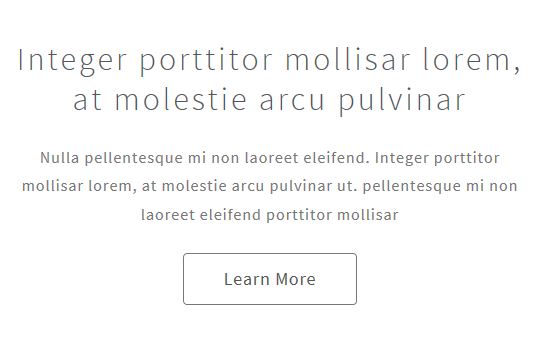 Integer porttitor mollisar lorem,
at molestie arcu pulvinar
Nulla pellentesque mi non laoreet eleifend. Integer porttitor
mollisar lorem, at molestie arcu pulvinar ut. pellentesque mi non
laoreet eleifend porttitor mollisar
Learn More